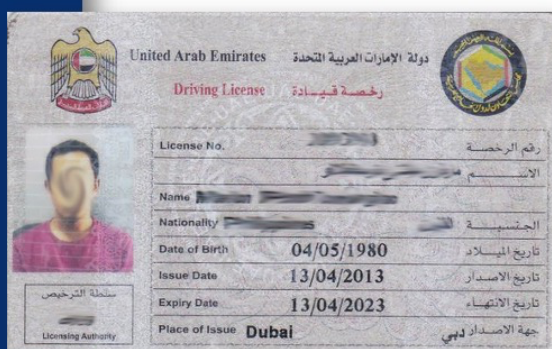 United Arab Emirates دولة الإمارات العربية المتحدة
Driving License رخصة قيادة
License No. رقم الرخصة
الاسم
Name
Nationality الجنسية
Date of Birth 04/05/1980 تاريخ الميلاد
Issue Date 13/04/2013 تاريخ الاصدار
Expiry Date 13/04/2023 تاريخ الانتهاء
Place of Issue Dubai دبي جهة الاصدار
سلطة الترخيص
Licensing Authority